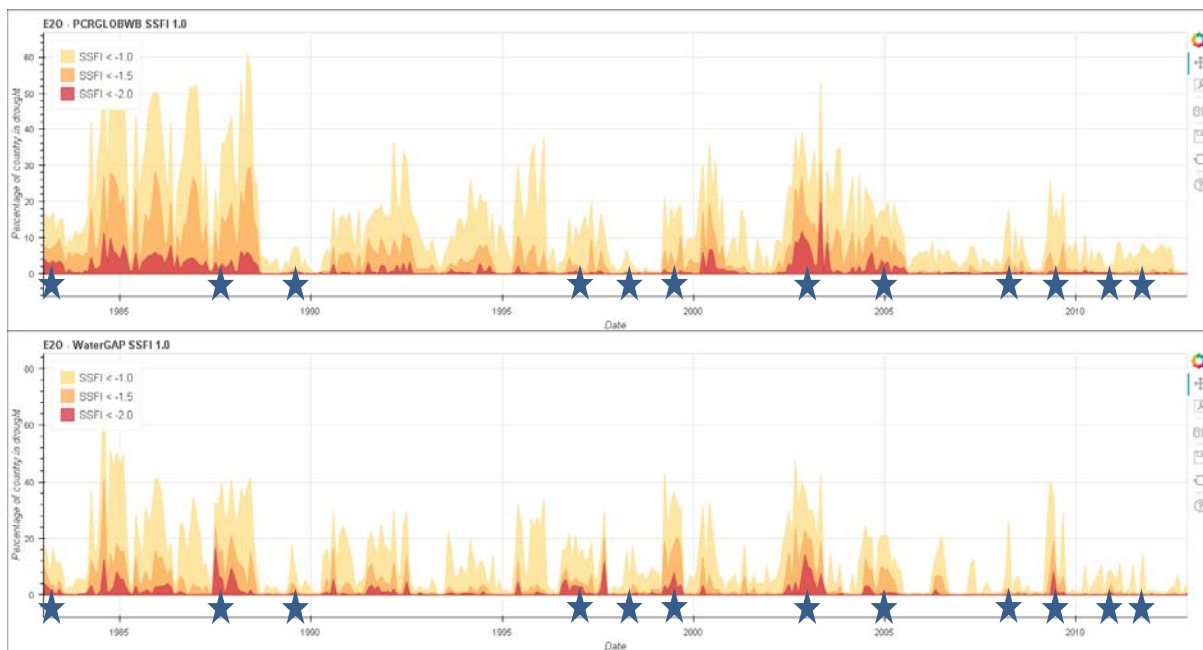 E2O - PCRGLOBWB SSFI 1.0
60
50
40
30
20
10
0
Percentage of country in drought
SSFI < -1.0
SSFI < -1.5
SSFI < -2.0
1985
1990
1995
2000
2005
2010
Date
E2O - WaterGAP SSFI 1.0
80
60
40
20
0
Percentage of country in drought
SSFI < -1.0
SSFI < -1.5
SSFI < -2.0
1985
1990
1995
2000
2005
2010
Date